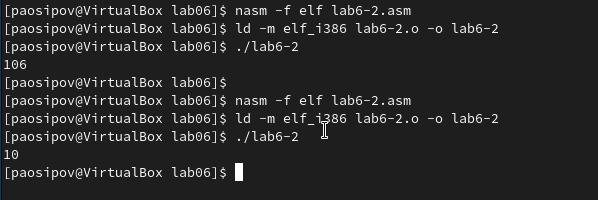 [paosipov@VirtualBox lab06]$ nasm -f elf lab6-2.asm
[paosipov@VirtualBox lab06]$ ld -m elf_i386 lab6-2.o -o lab6-2
[paosipov@VirtualBox lab06]$ ./lab6-2
106
[paosipov@VirtualBox lab06]$
[paosipov@VirtualBox lab06]$ nasm -f elf lab6-2.asm
[paosipov@VirtualBox lab06]$ ld -m elf_i386 lab6-2.o -o lab6-2
[paosipov@VirtualBox lab06]$ ./lab6-2
10
[paosipov@VirtualBox lab06]$